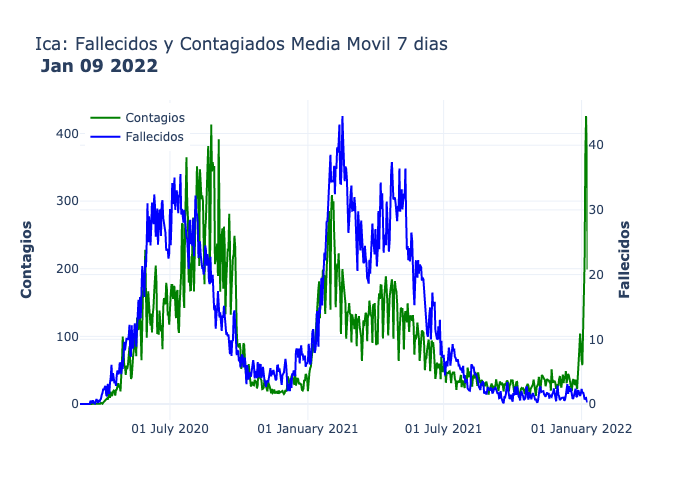 Ica: Fallecidos y Contagiados Media Movil 7 dias
Jan 09 2022
Contagios
Fallecidos
400
300
200
100
0
40
30
20
10
0
Contagios
Fallecidos
01 July 2020
01 January 2021
01 July 2021
01 January 2022